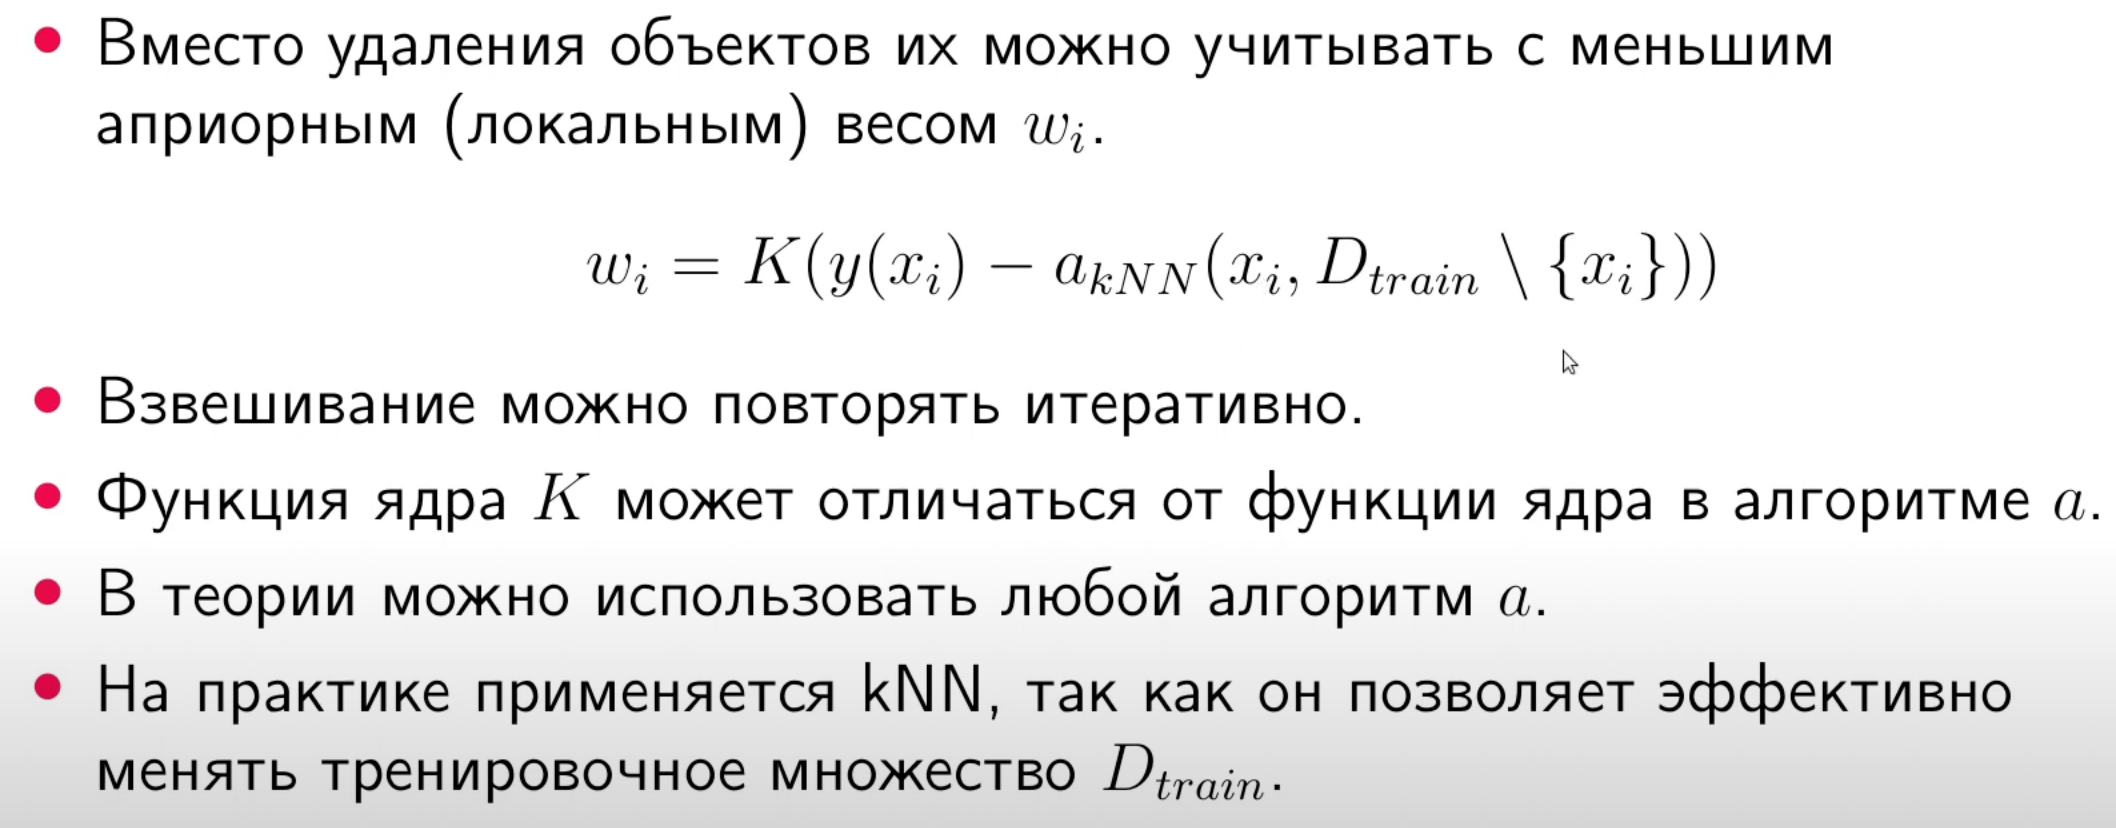 • Вместо удаления объектов их можно учитывать с меньшим
априорным (локальным) весом $w_i$.
$w_i = K(y(x_i) - a_{kNN}(x_i, D_{train} \setminus \{x_i\}))$
• Взвешивание можно повторять итеративно.
• Функция ядра $K$ может отличаться от функции ядра в алгоритме $a$.
• В теории можно использовать любой алгоритм $a$.
• На практике применяется kNN, так как он позволяет эффективно
менять тренировочное множество $D_{train}$.